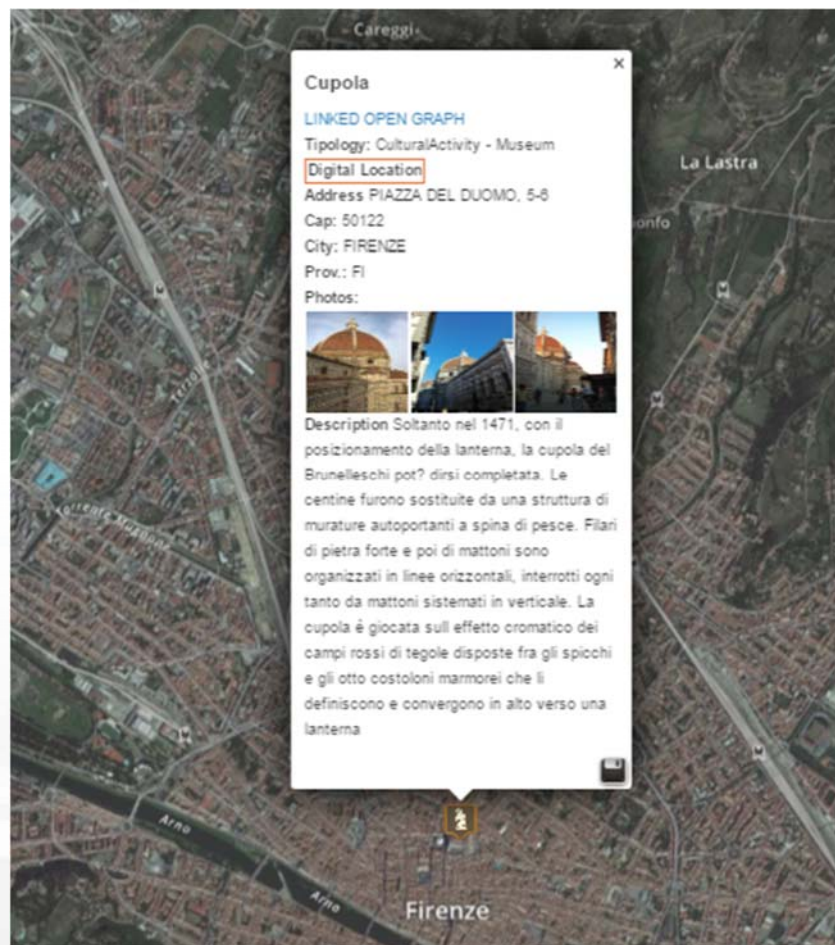 Careggi
×
Cupola
LINKED OPEN GRAPH
Tipology: CulturalActivity - Museum
Digital Location
Address PIAZZA DEL DUOMO, 5-6
Cap: 50122
City: FIRENZE
Prov.: FI
Photos:
Description Soltanto nel 1471, con il
posizionamento della lanterna, la cupola del
Brunelleschi pot? dirsi completata. Le
centine furono sostituite da una struttura di
murature autoportanti a spina di pesce. Filari
di pietra forte e poi di mattoni sono
organizzati in linee orizzontali, interrotti ogni
tanto da mattoni sistemati in verticale. La
cupola è giocata sull effetto cromatico dei
campi rossi di tegole disposte fra gli spicchi
e gli otto costoloni marmorei che li
definiscono e convergono in alto verso una
lanterna
La Lastra
onfo
Terzolle
Torrente Mugnone
Arno
Arno
Firenze